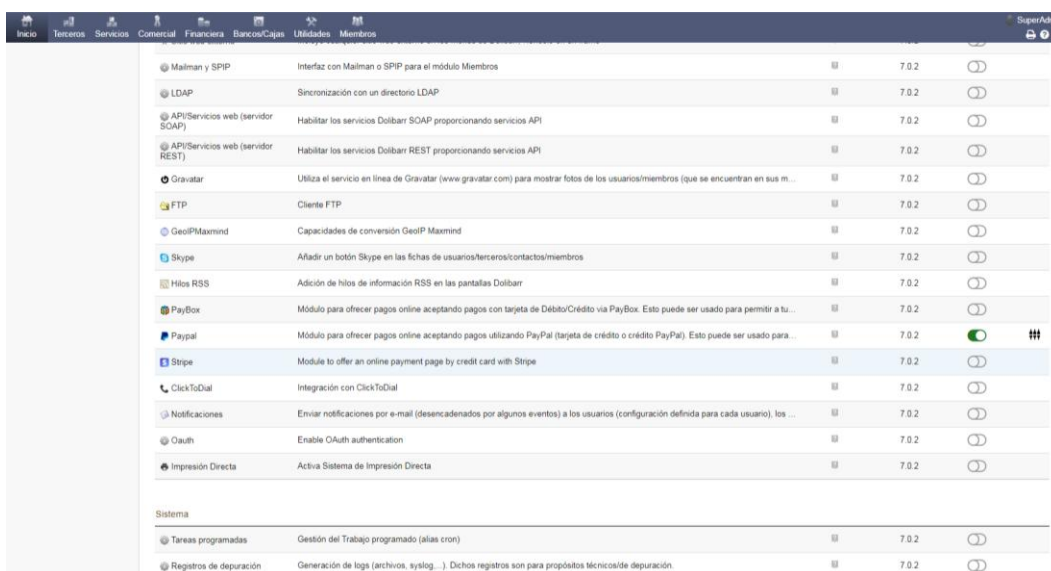 SuperAdm
Inicio Terceros Servicios Comercial Financiera Bancos/Cajas Utilidades Miembros
Mailman y SPIP Interfaz con Mailman o SPIP para el módulo Miembros 7.0.2
LDAP Sincronización con un directorio LDAP 7.0.2
API/Servicios web (servidor SOAP) Habilitar los servicios Dolibarr SOAP proporcionando servicios API 7.0.2
API/Servicios web (servidor REST) Habilitar los servicios Dolibarr REST proporcionando servicios API 7.0.2
Gravatar Utiliza el servicio en línea de Gravatar (www.gravatar.com) para mostrar fotos de los usuarios/miembros (que se encuentran en sus m... 7.0.2
FTP Cliente FTP 7.0.2
GeoIPMaxmind Capacidades de conversión GeoIP Maxmind 7.0.2
Skype Añadir un botón Skype en las fichas de usuarios/terceros/contactos/miembros 7.0.2
Hilos RSS Adición de hilos de información RSS en las pantallas Dolibarr 7.0.2
PayBox Módulo para ofrecer pagos online aceptando pagos con tarjeta de Débito/Crédito via PayBox. Esto puede ser usado para permitir a tu... 7.0.2
Paypal Módulo para ofrecer pagos online aceptando pagos utilizando PayPal (tarjeta de crédito o crédito PayPal). Esto puede ser usado para... 7.0.2
Stripe Module to offer an online payment page by credit card with Stripe 7.0.2
ClickToDial Integración con ClickToDial 7.0.2
Notificaciones Enviar notificaciones por e-mail (desencadenados por algunos eventos) a los usuarios (configuración definida para cada usuario), los ... 7.0.2
Oauth Enable OAuth authentication 7.0.2
Impresión Directa Activa Sistema de Impresión Directa 7.0.2
Sistema
Tareas programadas Gestión del Trabajo programado (alias cron) 7.0.2
Registros de depuración Generación de logs (archivos, syslog,...). Dichos registros son para propósitos técnicos/de depuración. 7.0.2